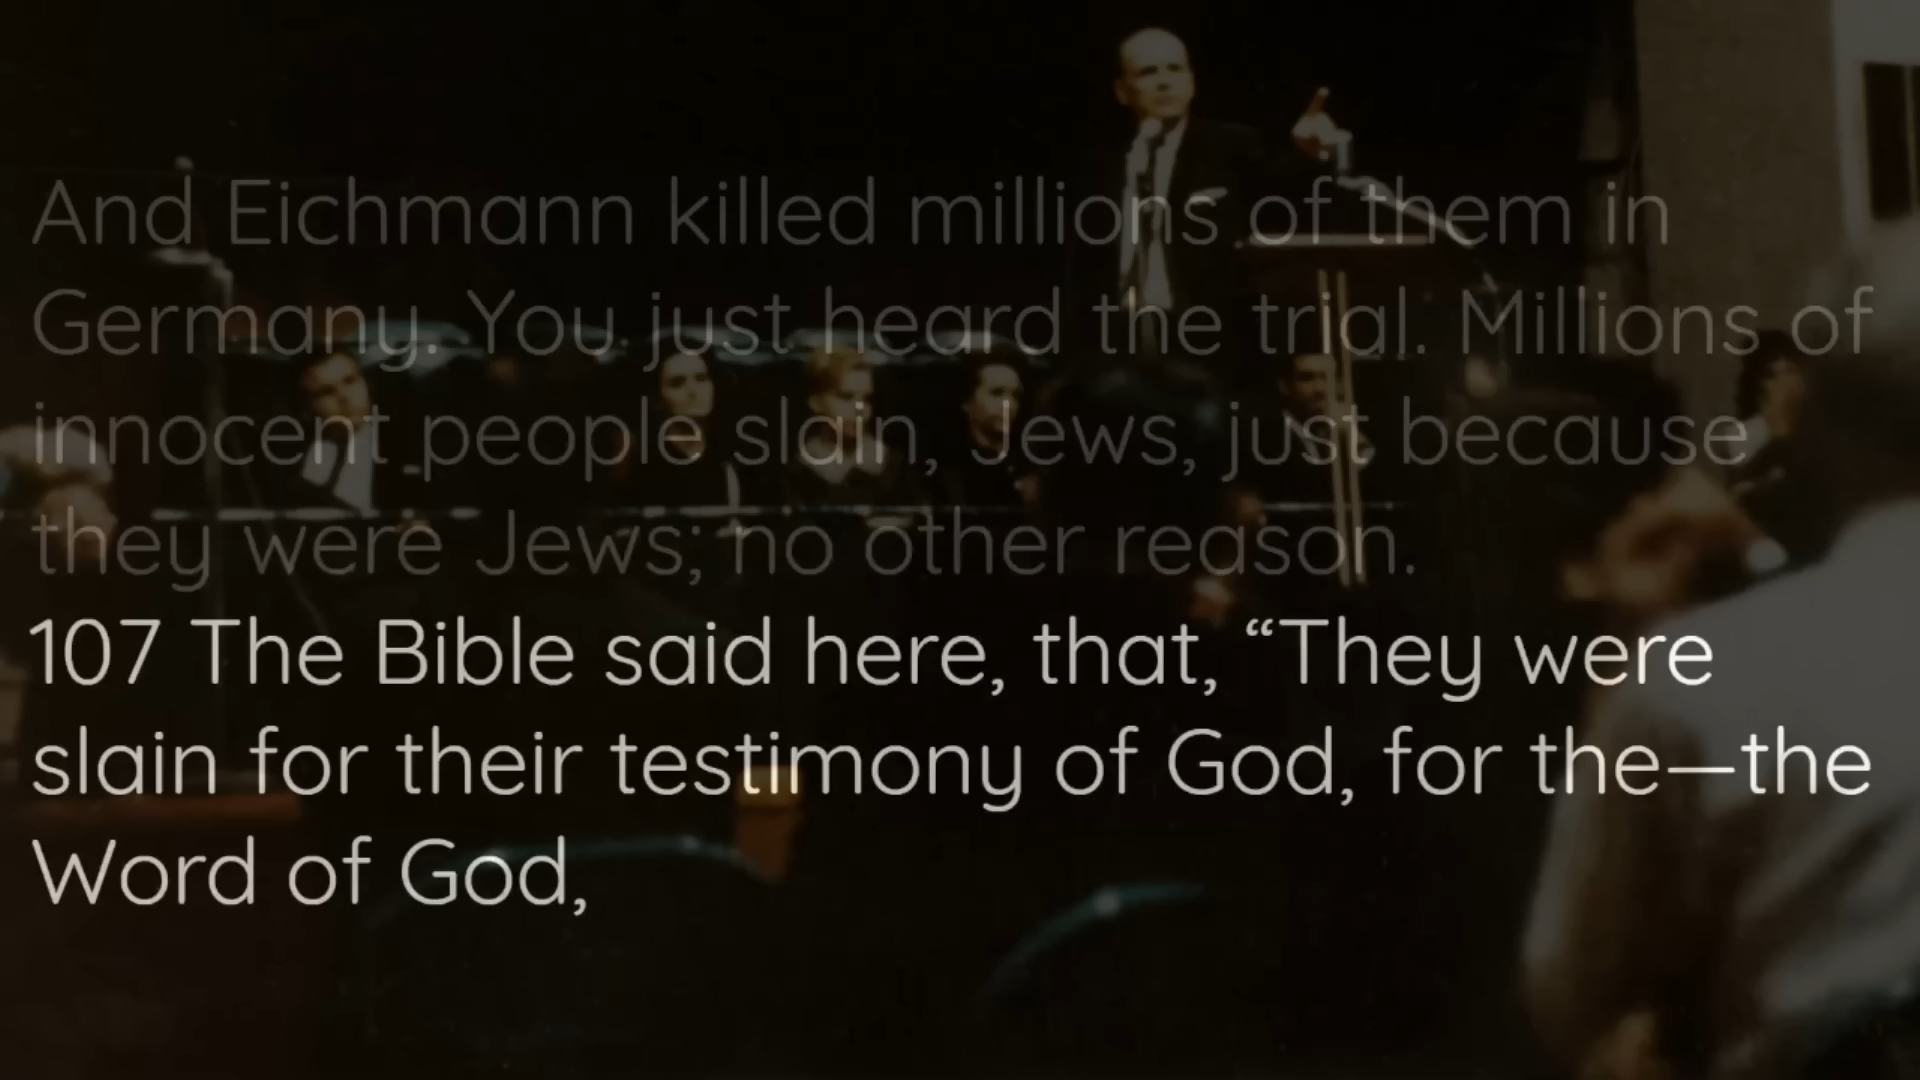 And Eichmann killed millions of them in
Germany. You just heard the trial. Millions of
innocent people slain, Jews, just because
they were Jews; no other reason.
107 The Bible said here, that, “They were
slain for their testimony of God, for the—the
Word of God,